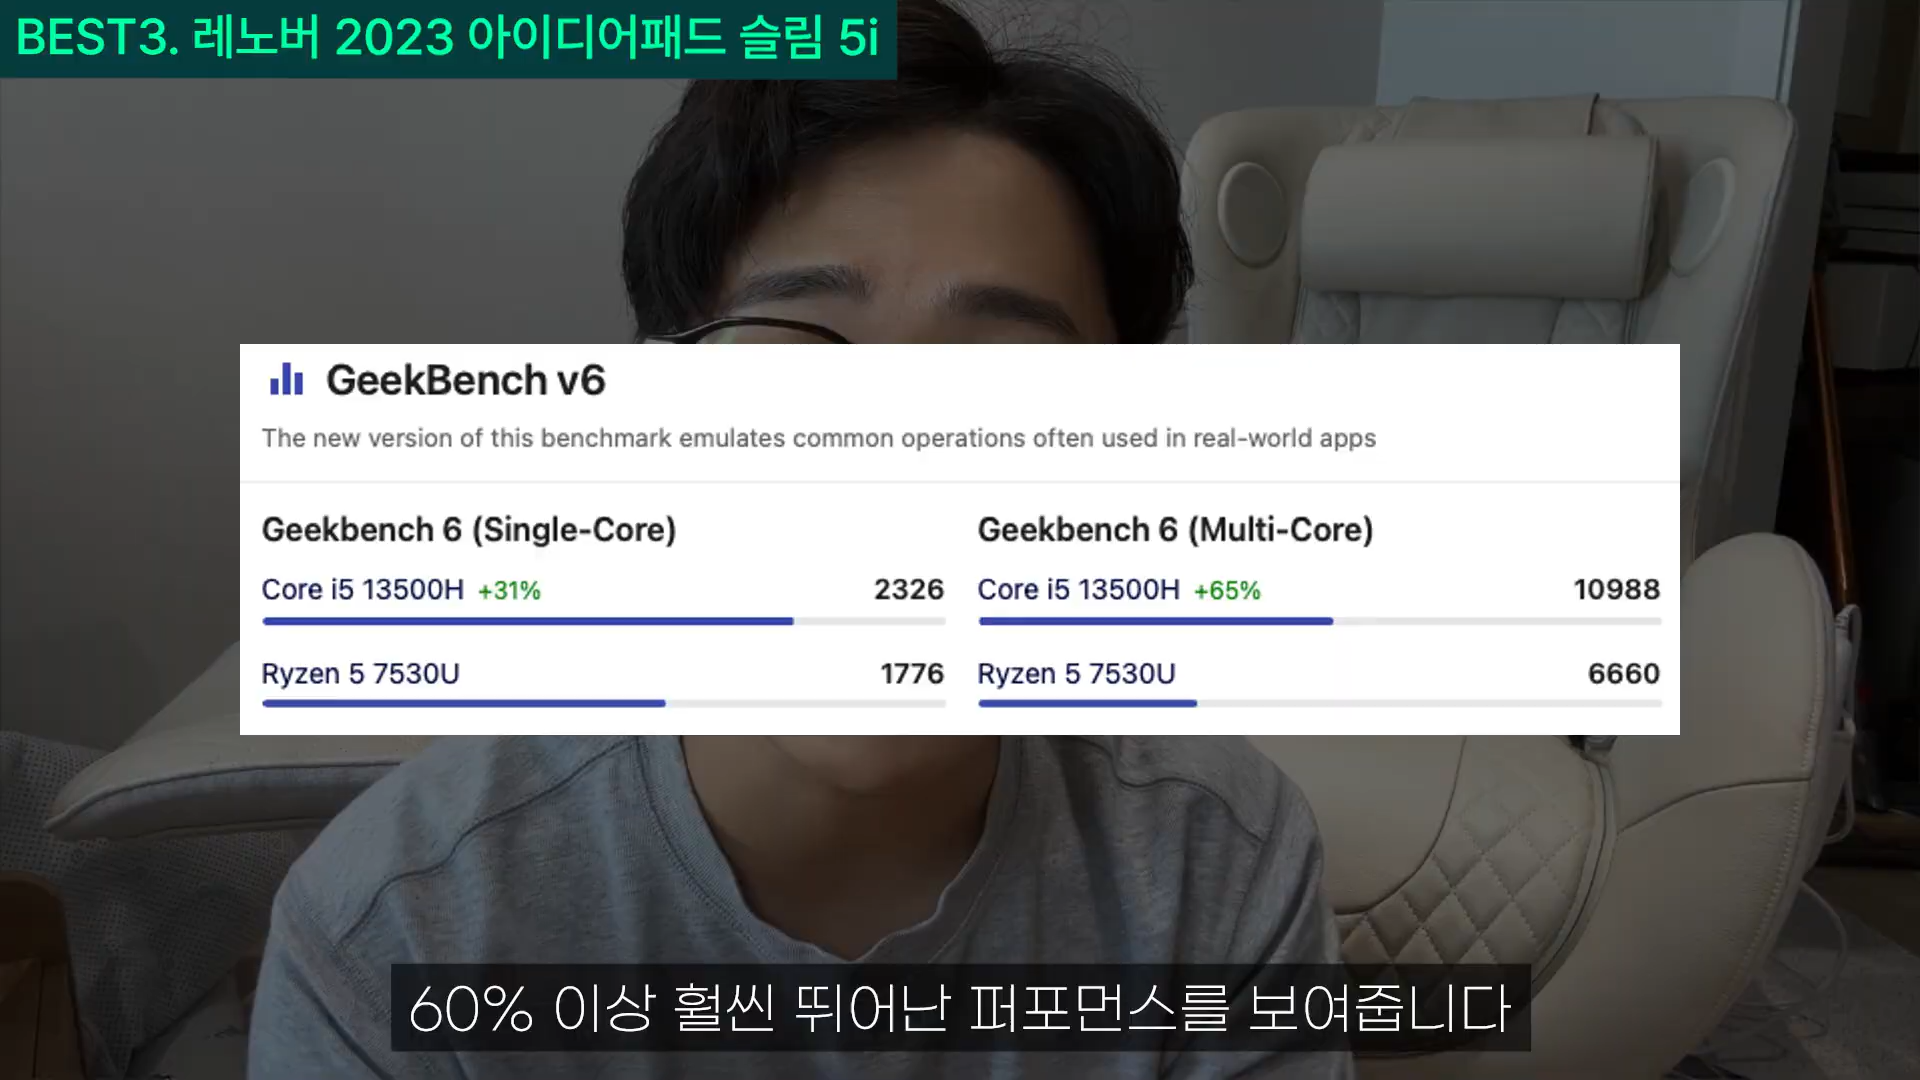 BEST3. 레노버 2023 아이디어패드 슬림 5i
GeekBench v6
The new version of this benchmark emulates common operations often used in real-world apps
Geekbench 6 (Single-Core)
Core i5 13500H +31% 2326
Ryzen 5 7530U 1776
Geekbench 6 (Multi-Core)
Core i5 13500H +65% 10988
Ryzen 5 7530U 6660
60% 이상 훨씬 뛰어난 퍼포먼스를 보여줍니다